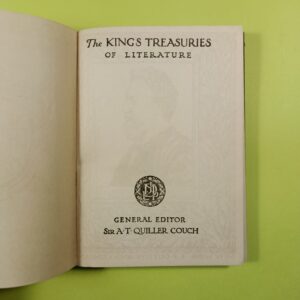 The KINGS TREASURIES
OF LITERATURE
GENERAL EDITOR
SIR A·T QUILLER COUCH